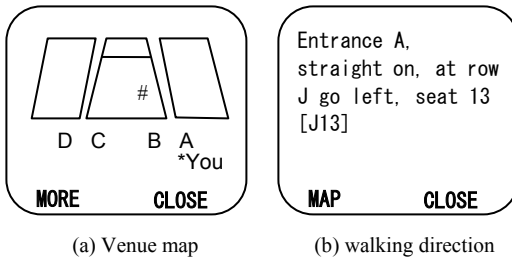 #
D C B A
*You
MORE CLOSE
(a) Venue map
Entrance A,
straight on, at row
J go left, seat 13
[J13]
MAP CLOSE
(b) walking direction